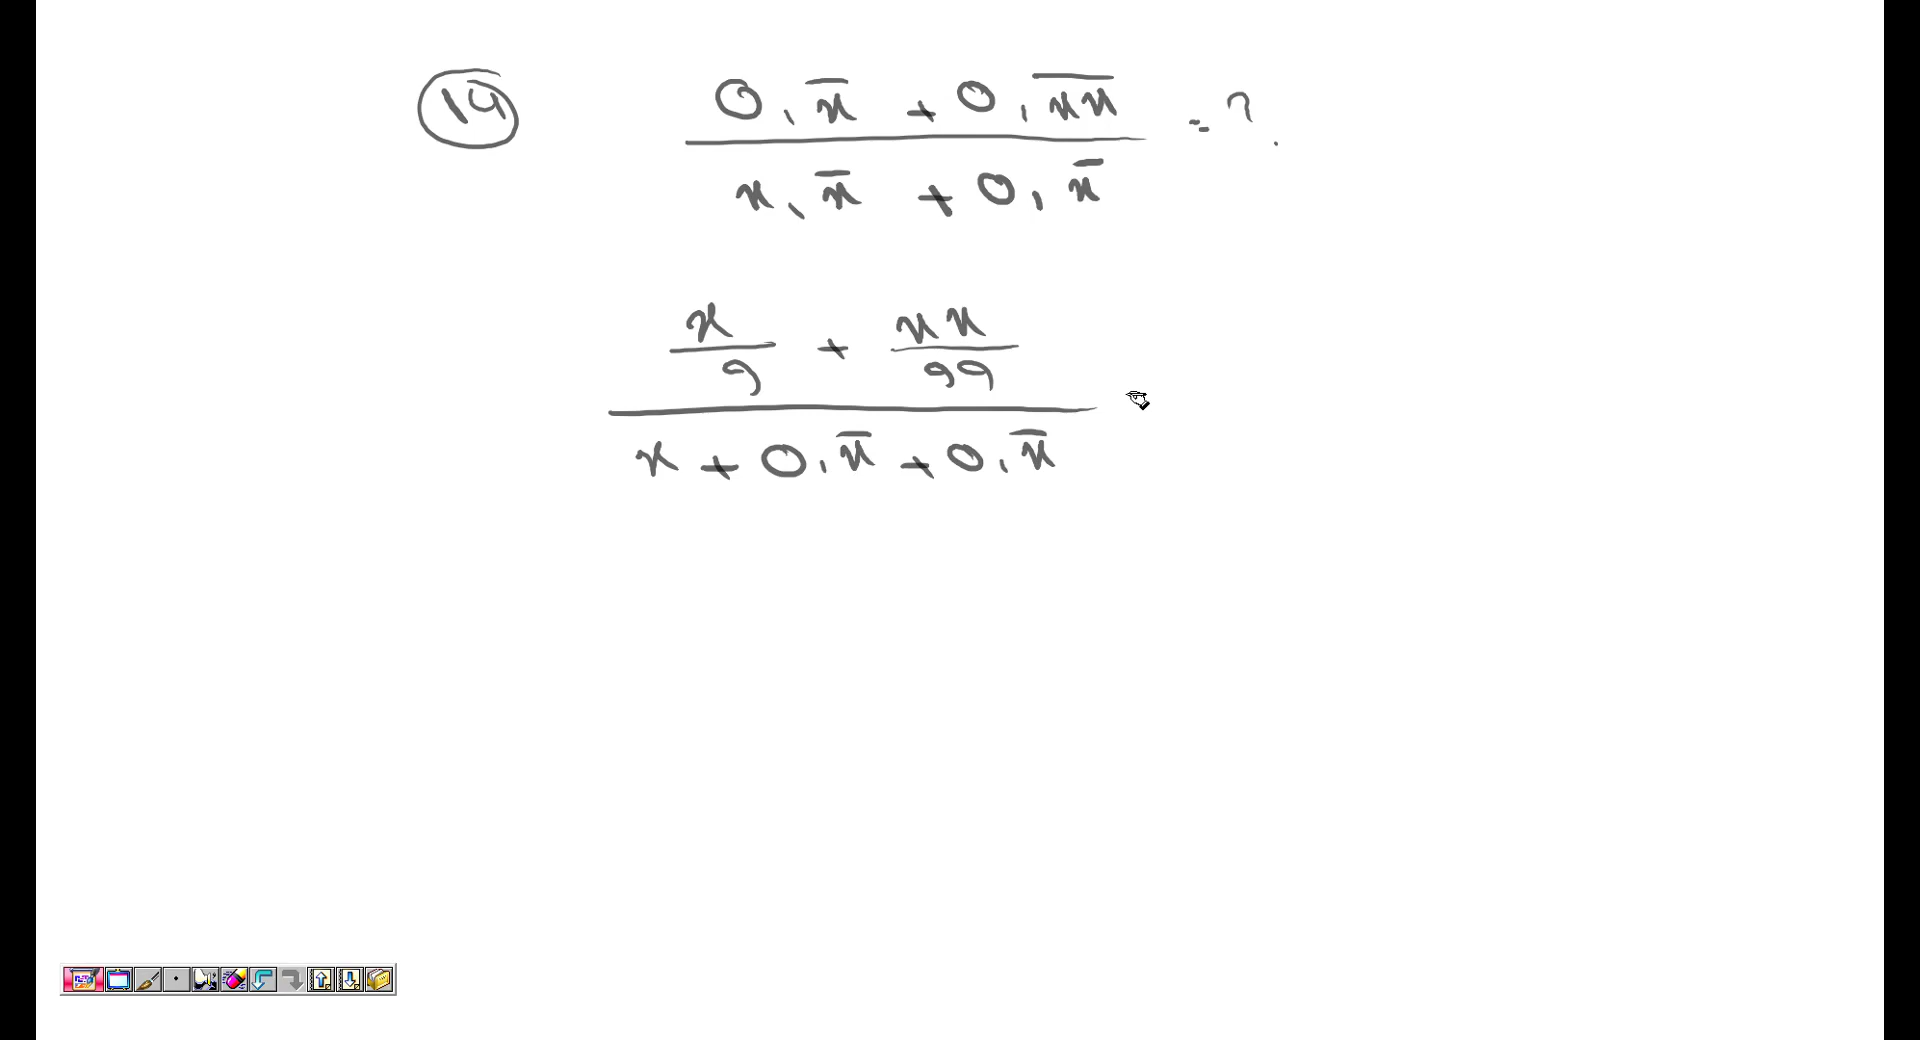 14
0,x̅ + 0,x̅x̅ = ?
x,x̅ + 0,x̅
x/9 + xx/99
x + 0,x̅ + 0,x̅